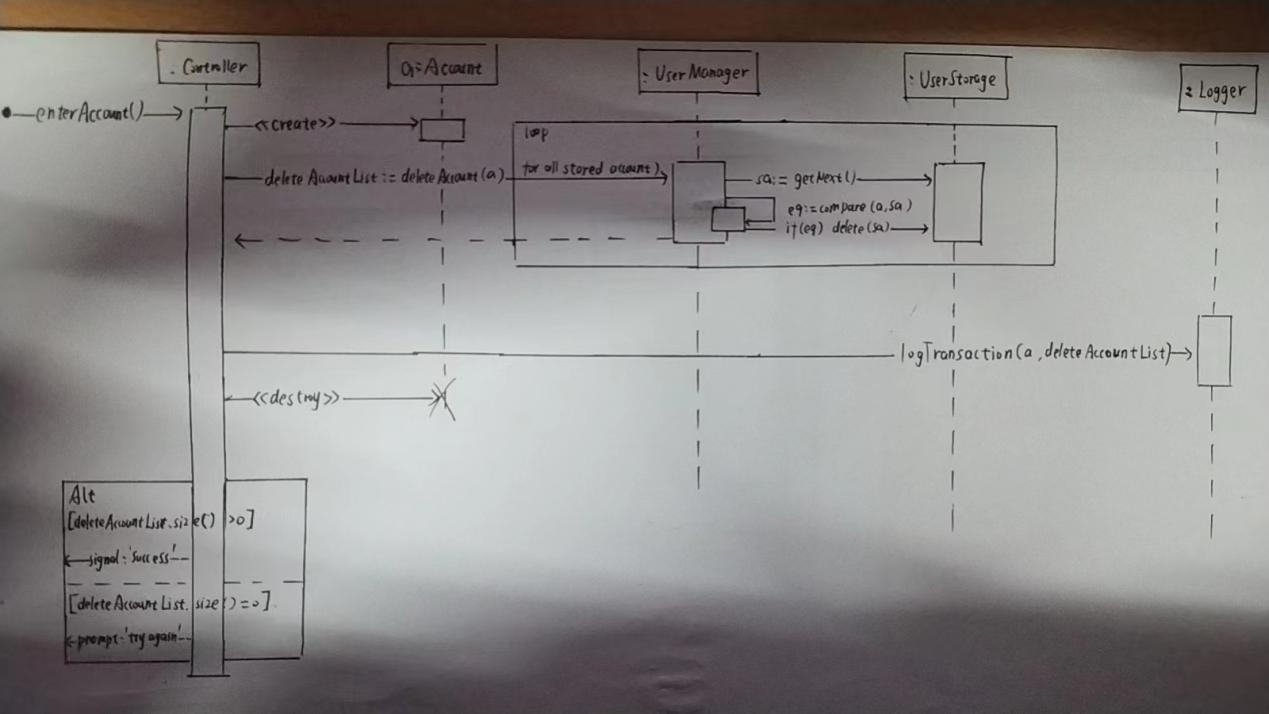 : Controller
a:Account
: UserManager
: UserStorage
: Logger
enterAccount()
<<create>>
loop
for all stored account)
deleteAccountList := deleteAccount(a)
sa := getNext()
eq:=compare (a,sa)
if(eq) delete(sa)
logTransaction(a, deleteAccountList)
<<destroy>>
Alt
[deleteAccountList.size() >0]
signal:'success'
[deleteAccountList.size()=0]
prompt:'try again'